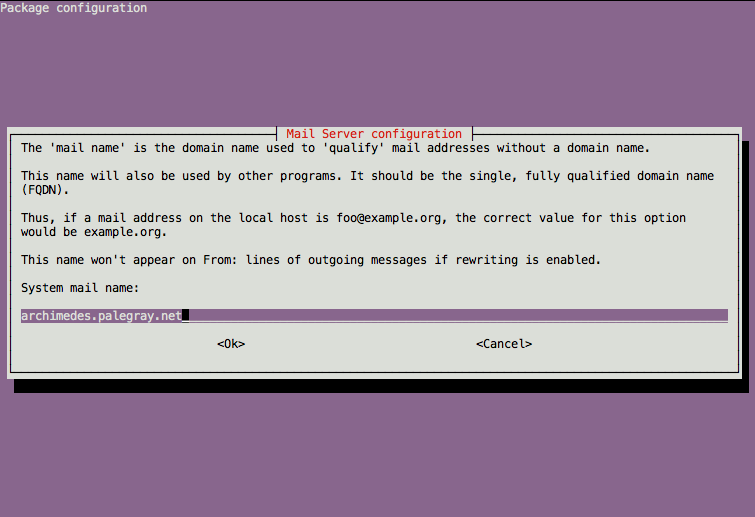 Package configuration
Mail Server configuration
The 'mail name' is the domain name used to 'qualify' mail addresses without a domain name.
This name will also be used by other programs. It should be the single, fully qualified domain name
(FQDN).
Thus, if a mail address on the local host is foo@example.org, the correct value for this option
would be example.org.
This name won't appear on From: lines of outgoing messages if rewriting is enabled.
System mail name:
archimedes.palegray.net
<Ok> <Cancel>